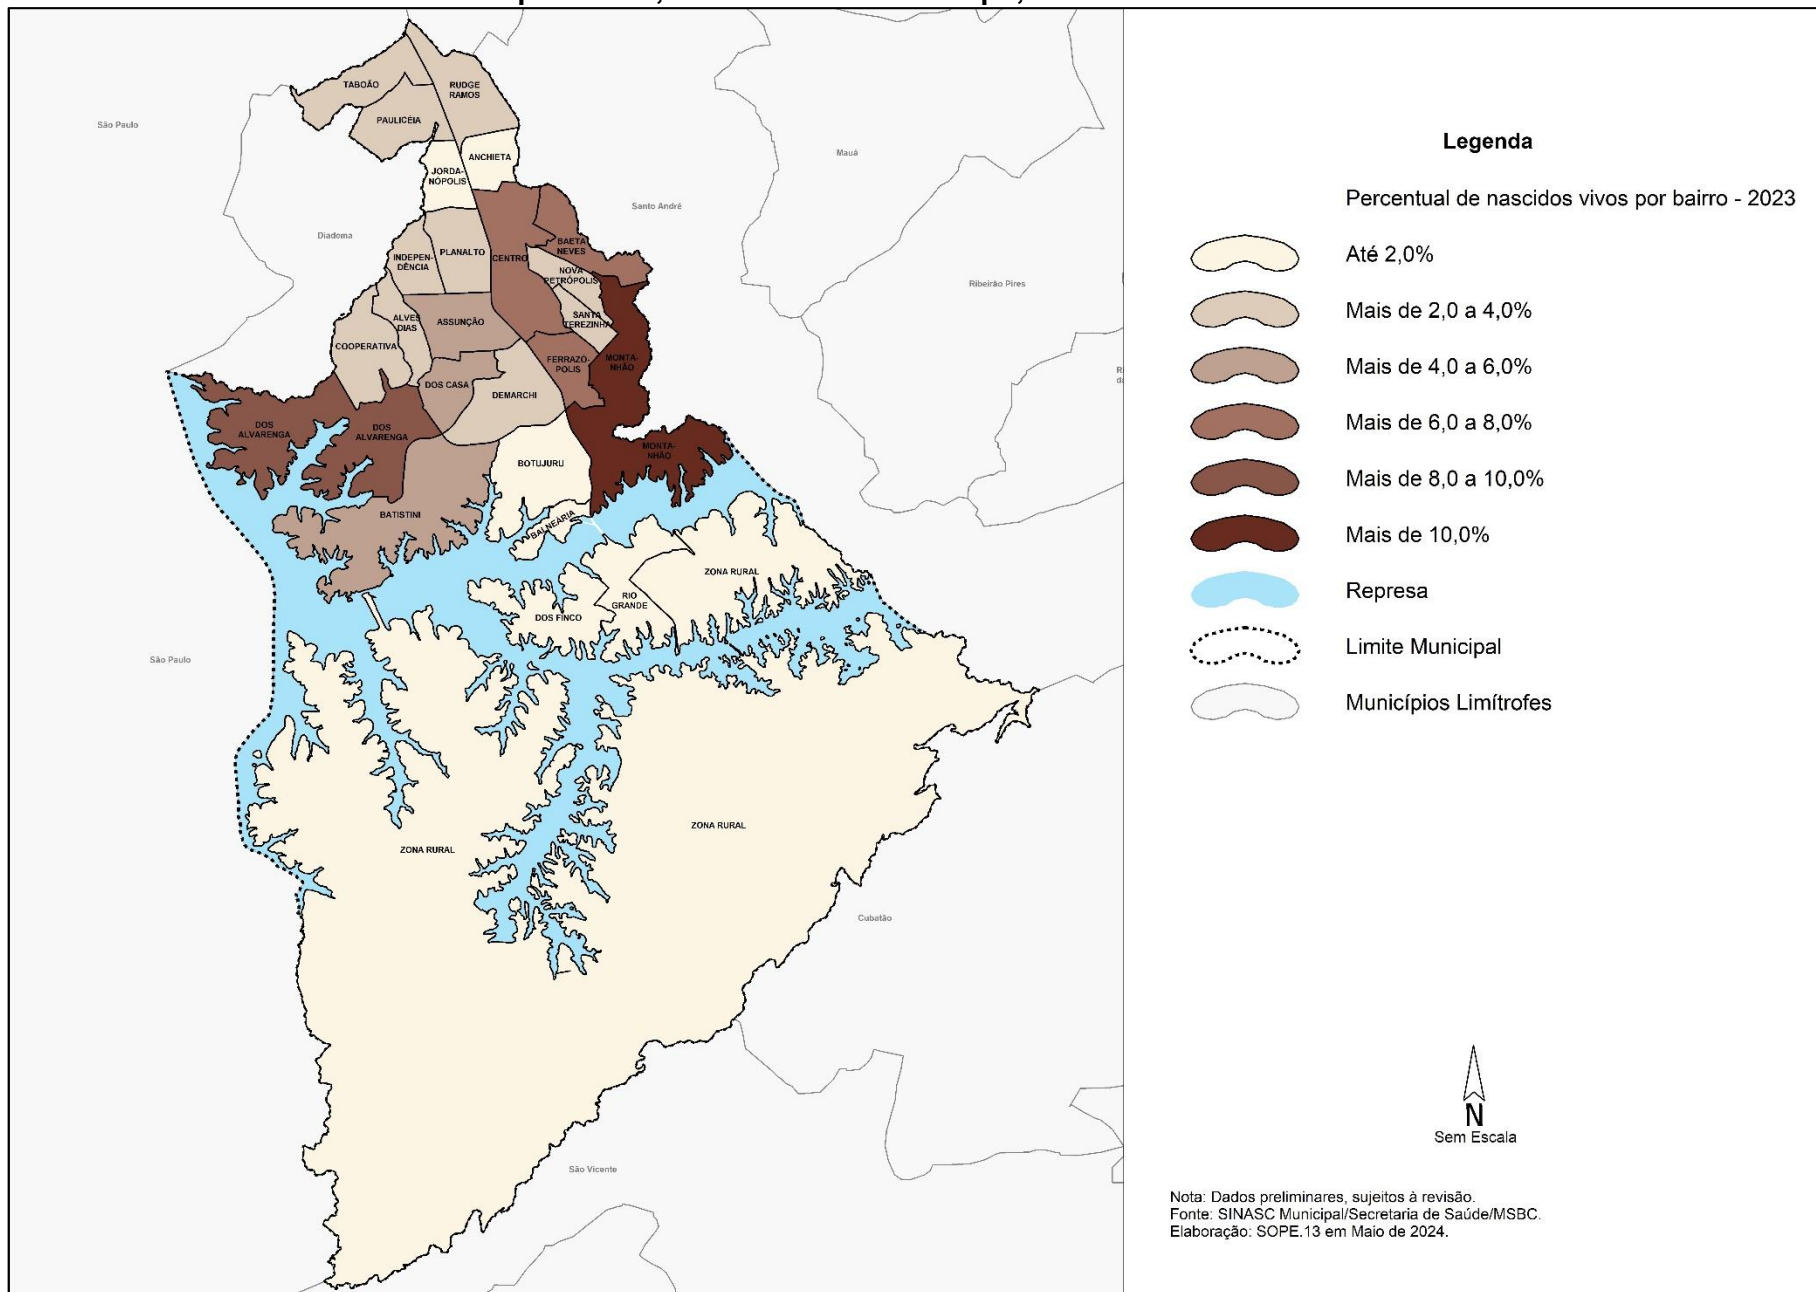 TABOÃO
RUDGE
RAMOS
PAULICÉIA
São Paulo
ANCHIETA
Mauá
JORDA-
NÓPOLIS
Santo André
Diadema
BAETA
NEVES
PLANALTO
INDEPEN-
DÊNCIA
CENTRO
NOVA
PETRÓPOLIS
Ribeirão Pires
ALVES
DIAS
ASSUNÇÃO
SANTA
TEREZINHA
COOPERATIVA
FERRAZÓ-
POLIS
MONTA-
NHÃO
DOS CASA
DEMARCHI
DOS
ALVARENGA
DOS
ALVARENGA
MONTA-
NHÃO
BOTUJURU
BATISTINI
BALNEÁRIA
ZONA RURAL
RIO
GRANDE
DOS FINCO
São Paulo
ZONA RURAL
ZONA RURAL
Cubatão
São Vicente
Legenda
Percentual de nascidos vivos por bairro - 2023
Até 2,0%
Mais de 2,0 a 4,0%
Mais de 4,0 a 6,0%
Mais de 6,0 a 8,0%
Mais de 8,0 a 10,0%
Mais de 10,0%
Represa
Limite Municipal
Municípios Limítrofes
N
Sem Escala
Nota: Dados preliminares, sujeitos à revisão.
Fonte: SINASC Municipal/Secretaria de Saúde/MSBC.
Elaboração: SOPE.13 em Maio de 2024.